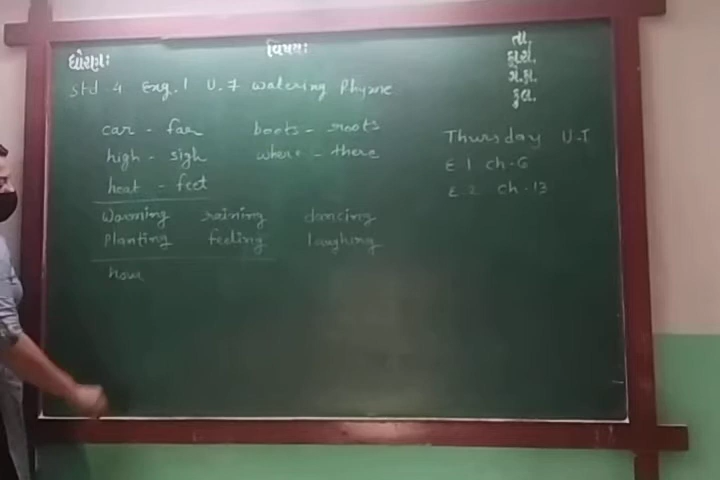 ધોરણ: વિષય: તા.
હાજર.
ગે.હા.
કુલ.
Std 4 Eng. 1 U. 7 Watering Rhyme
car - far boots - roots
high - sigh where - there
heat - feet
Thursday U-T
E 1 ch-6
E 2 ch-13
Warming raining dancing
Planting feeling laughing
how